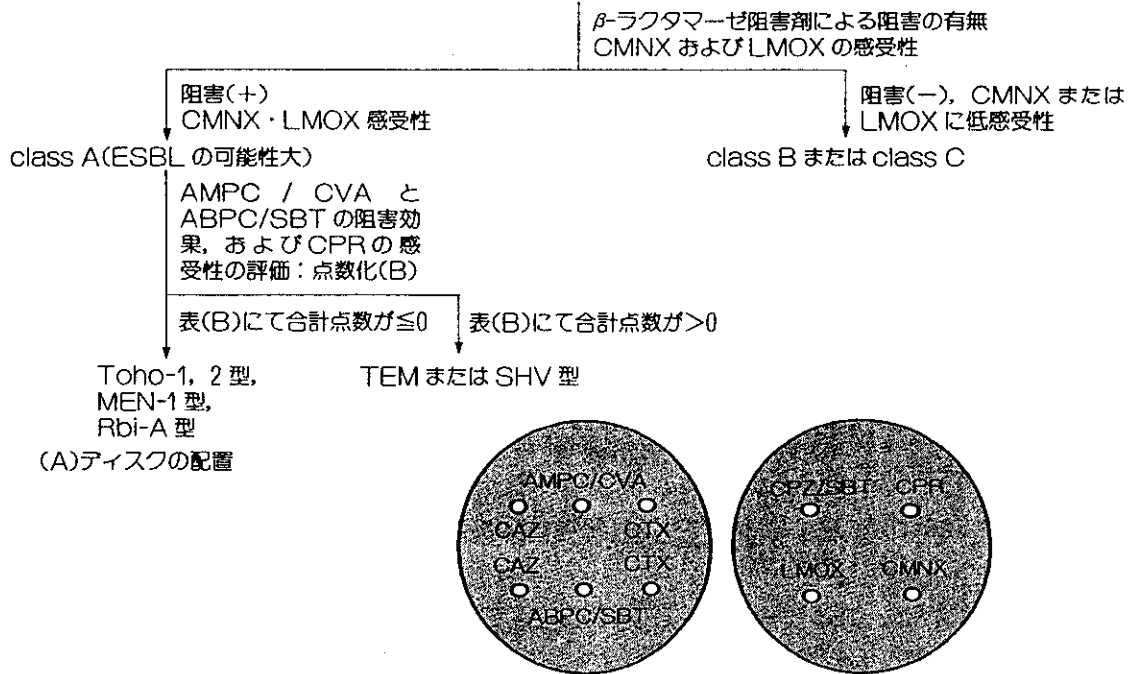 β-ラクタマーゼ阻害剤による阻害の有無
CMNX および LMOX の感受性
阻害(+)
CMNX・LMOX 感受性
阻害(−), CMNX または
LMOX に低感受性
class A(ESBL の可能性大)
class B または class C
AMPC / CVA と
ABPC/SBT の阻害効
果, および CPR の感
受性の評価：点数化(B)
表(B)にて合計点数が≦0
表(B)にて合計点数が>0
Toho-1, 2 型,
MEN-1 型,
Rbi-A 型
TEM または SHV 型
(A)ディスクの配置
AMPC/CVA
CAZ CTX
CAZ CTX
ABPC/SBT
CPZ/SBT CPR
LMOX CMNX